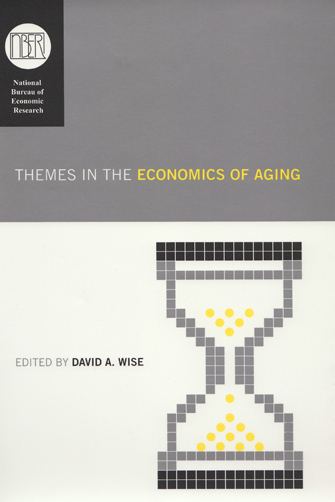 NBER
National
Bureau of
Economic
Research
THEMES IN THE ECONOMICS OF AGING
EDITED BY DAVID A. WISE